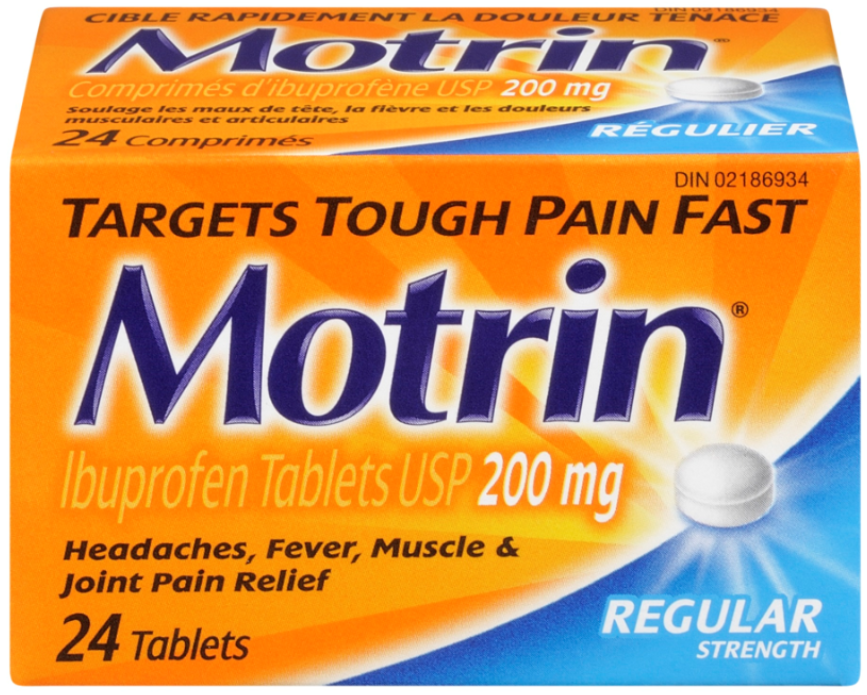 DIN 02186934
CIBLE RAPIDEMENT LA DOULEUR TENACE
Motrin®
Comprimés d'ibuprofène USP 200 mg
Soulage les maux de tête, la fièvre et les douleurs
musculaires et articulaires
24 Comprimés
RÉGULIER
DIN 02186934
TARGETS TOUGH PAIN FAST
Motrin®
Ibuprofen Tablets USP 200 mg
Headaches, Fever, Muscle &
Joint Pain Relief
24 Tablets
REGULAR
STRENGTH